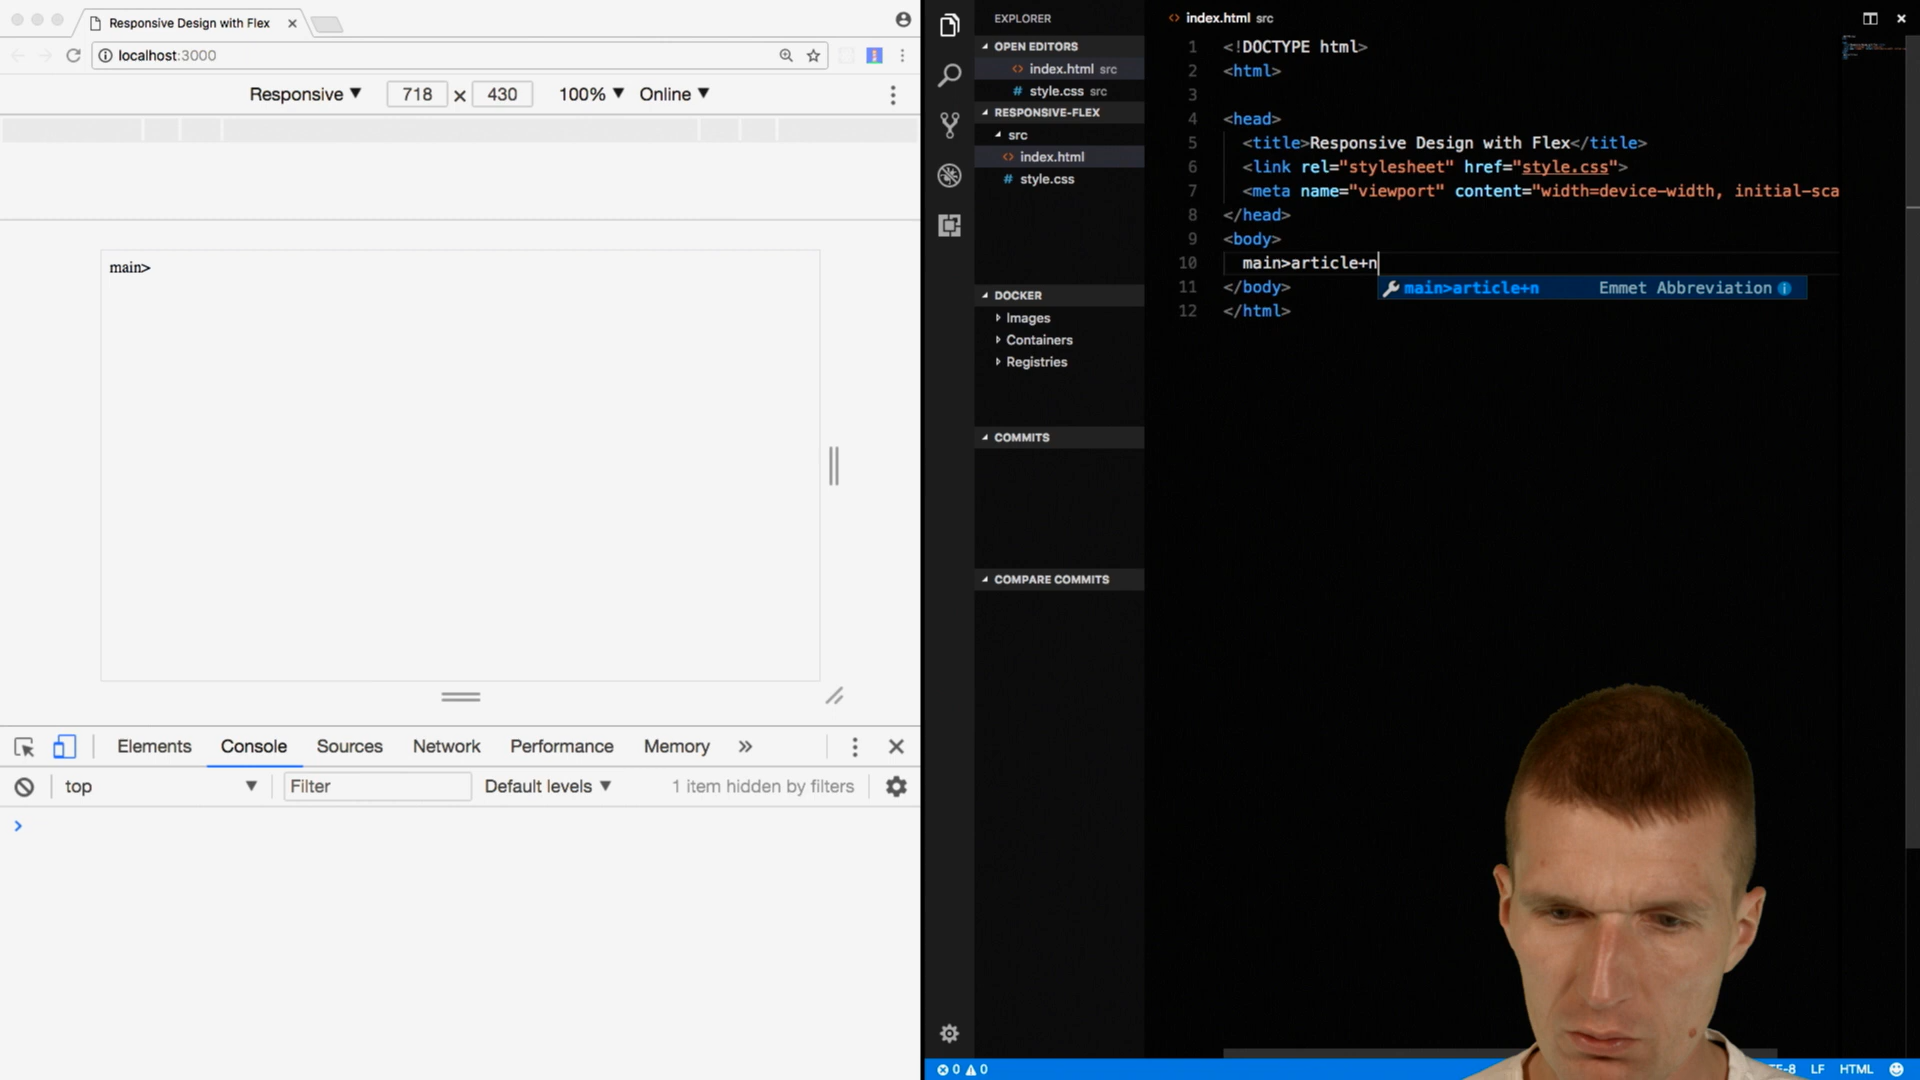 Responsive Design with Flex
localhost:3000
Responsive ▼ 718 × 430 100% ▼ Online ▼
main>
Elements Console Sources Network Performance Memory »
top ▼ Filter Default levels ▼ 1 item hidden by filters
EXPLORER
OPEN EDITORS
index.html src
style.css src
RESPONSIVE-FLEX
src
index.html
style.css
DOCKER
Images
Containers
Registries
COMMITS
COMPARE COMMITS
index.html src
1 <!DOCTYPE html>
2 <html>
3
4 <head>
5 <title>Responsive Design with Flex</title>
6 <link rel="stylesheet" href="style.css">
7 <meta name="viewport" content="width=device-width, initial-sca
8 </head>
9 <body>
10 main>article+n
main>article+n Emmet Abbreviation
11 </body>
12 </html>
0 0 TF-8 LF HTML